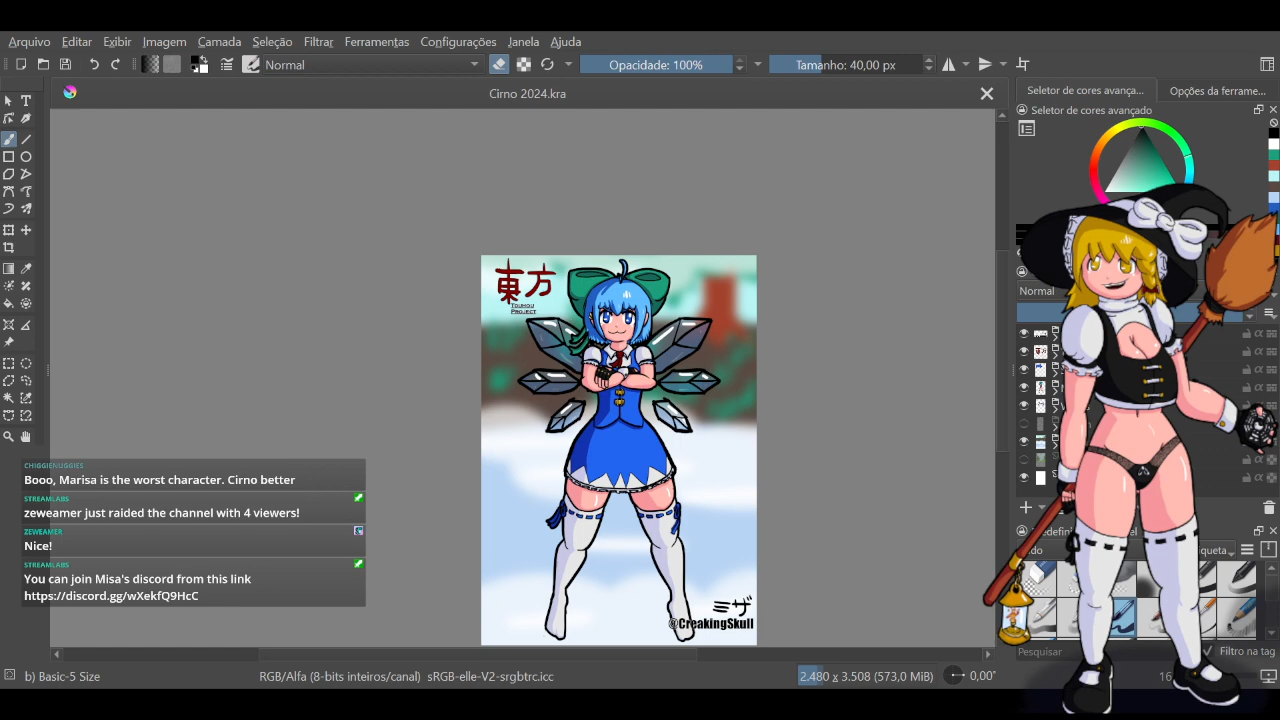 Arquivo Editar Exibir Imagem Camada Seleção Filtrar Ferramentas Configurações Janela Ajuda
Normal Opacidade: 100% Tamanho: 40,00 px
Cirno 2024.kra
Seletor de cores avança... Opções da ferrame...
Seletor de cores avançado
Normal
東方
Touhou
Project
CHIGGIENUGGIES
Booo, Marisa is the worst character. Cirno better
STREAMLABS
zeweamer just raided the channel with 4 viewers!
ZEWEAMER
Nice!
STREAMLABS
You can join Misa's discord from this link
https://discord.gg/wXekfQ9HcC
ミザ
@CreakingSkull
Pesquisar Filtro na tag
b) Basic-5 Size RGB/Alfa (8-bits inteiros/canal) sRGB-elle-V2-srgbtrc.icc 2.480 x 3.508 (573,0 MiB) 0,00°